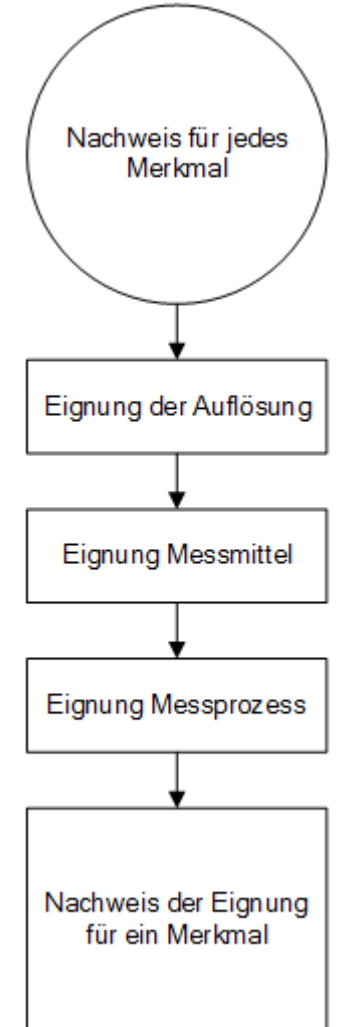 Nachweis für jedes
Merkmal
Eignung der Auflösung
Eignung Messmittel
Eignung Messprozess
Nachweis der Eignung
für ein Merkmal